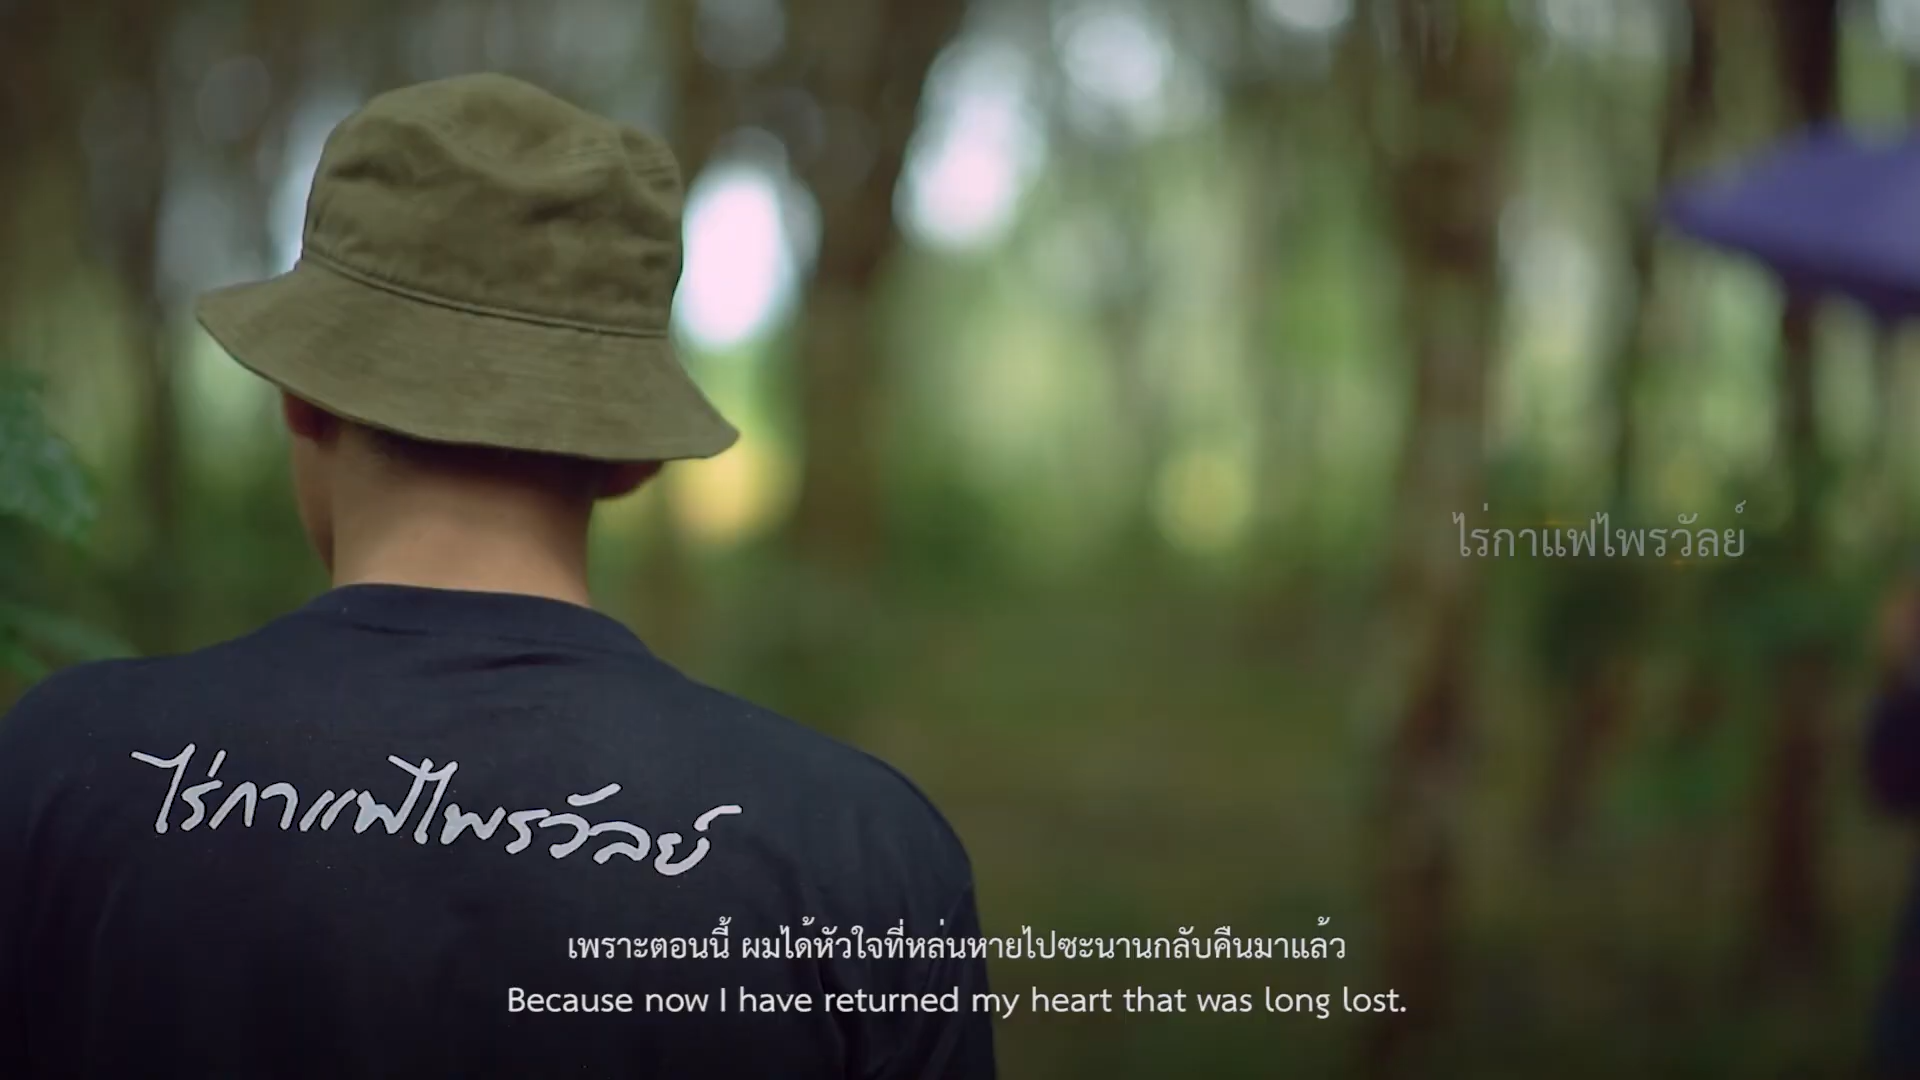 ไร่กาแฟไพรวัลย์
ไร่กาแฟไพรวัลย์
เพราะตอนนี้ ผมได้หัวใจที่หล่นหายไปซะนานกลับคืนมาแล้ว
Because now I have returned my heart that was long lost.